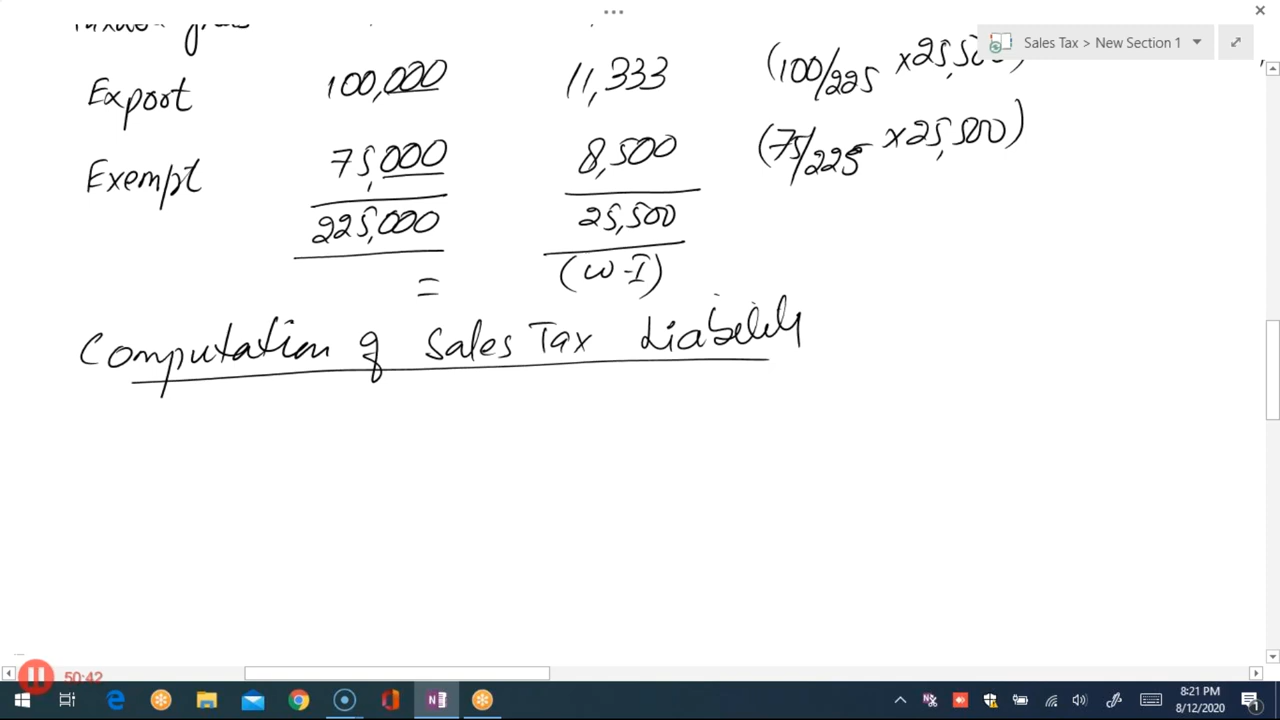 Sales Tax > New Section 1
Export 100,000 11,333 (100/225 ×25,500)
Exempt 75,000 8,500 (75/225 ×25,500)
225,000 25,500
= (W-I)
Computation of Sales Tax Liability
50:42
8:21 PM
8/12/2020